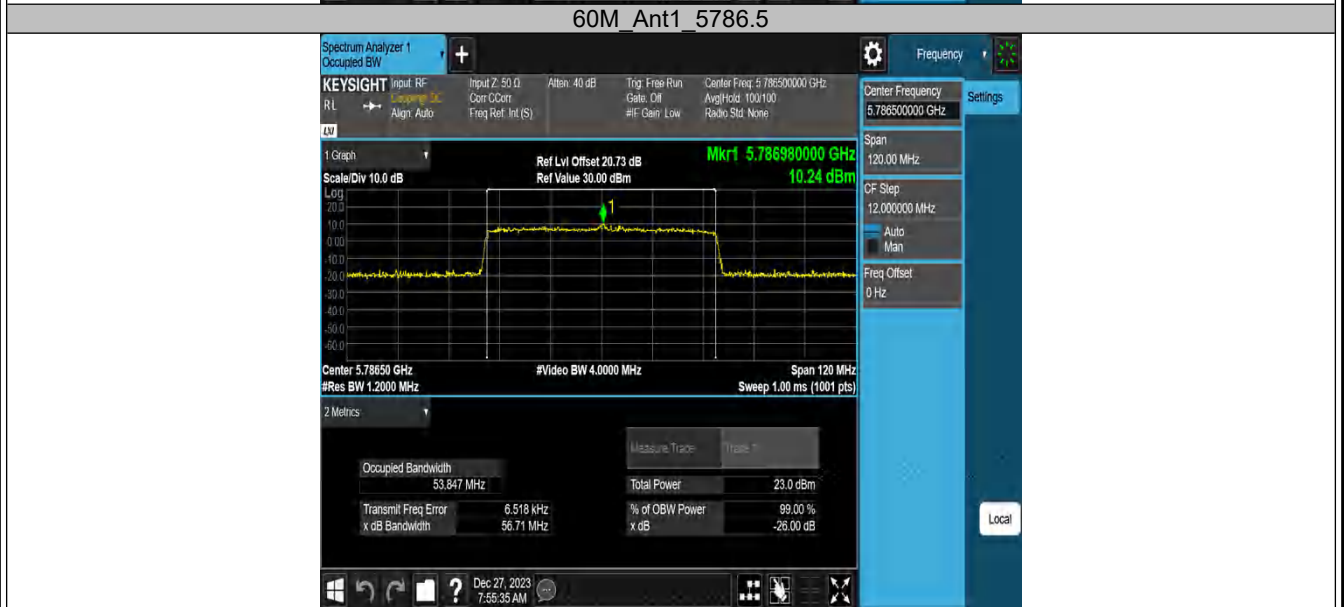 60M_Ant1_5786.5
Spectrum Analyzer 1
Occupied BW
+
Frequency
KEYSIGHT Input: RF
RL
Coupling: DC
Align: Auto
LXI
Input Z: 50 Ω
Corr CCorr
Freq Ref: Int (S)
Atten: 40 dB
Trig: Free Run
Gate: Off
#IF Gain: Low
Center Freq: 5.786500000 GHz
Avg|Hold: 100/100
Radio Std: None
Center Frequency
5.786500000 GHz
Settings
Span
120.00 MHz
CF Step
12.000000 MHz
Auto
Man
Freq Offset
0 Hz
Local
1 Graph
Scale/Div 10.0 dB
Ref Lvl Offset 20.73 dB
Ref Value 30.00 dBm
Mkr1 5.786980000 GHz
10.24 dBm
Log
20.0
10.0
0.00
-10.0
-20.0
-30.0
-40.0
-50.0
-60.0
1
Center 5.78650 GHz
#Video BW 4.0000 MHz
Span 120 MHz
#Res BW 1.2000 MHz
Sweep 1.00 ms (1001 pts)
2 Metrics
Measure Trace
Trace 1
Occupied Bandwidth
53.847 MHz
Total Power
23.0 dBm
Transmit Freq Error
6.518 kHz
% of OBW Power
99.00 %
x dB Bandwidth
56.71 MHz
x dB
-26.00 dB
?
Dec 27, 2023
7:55:35 AM